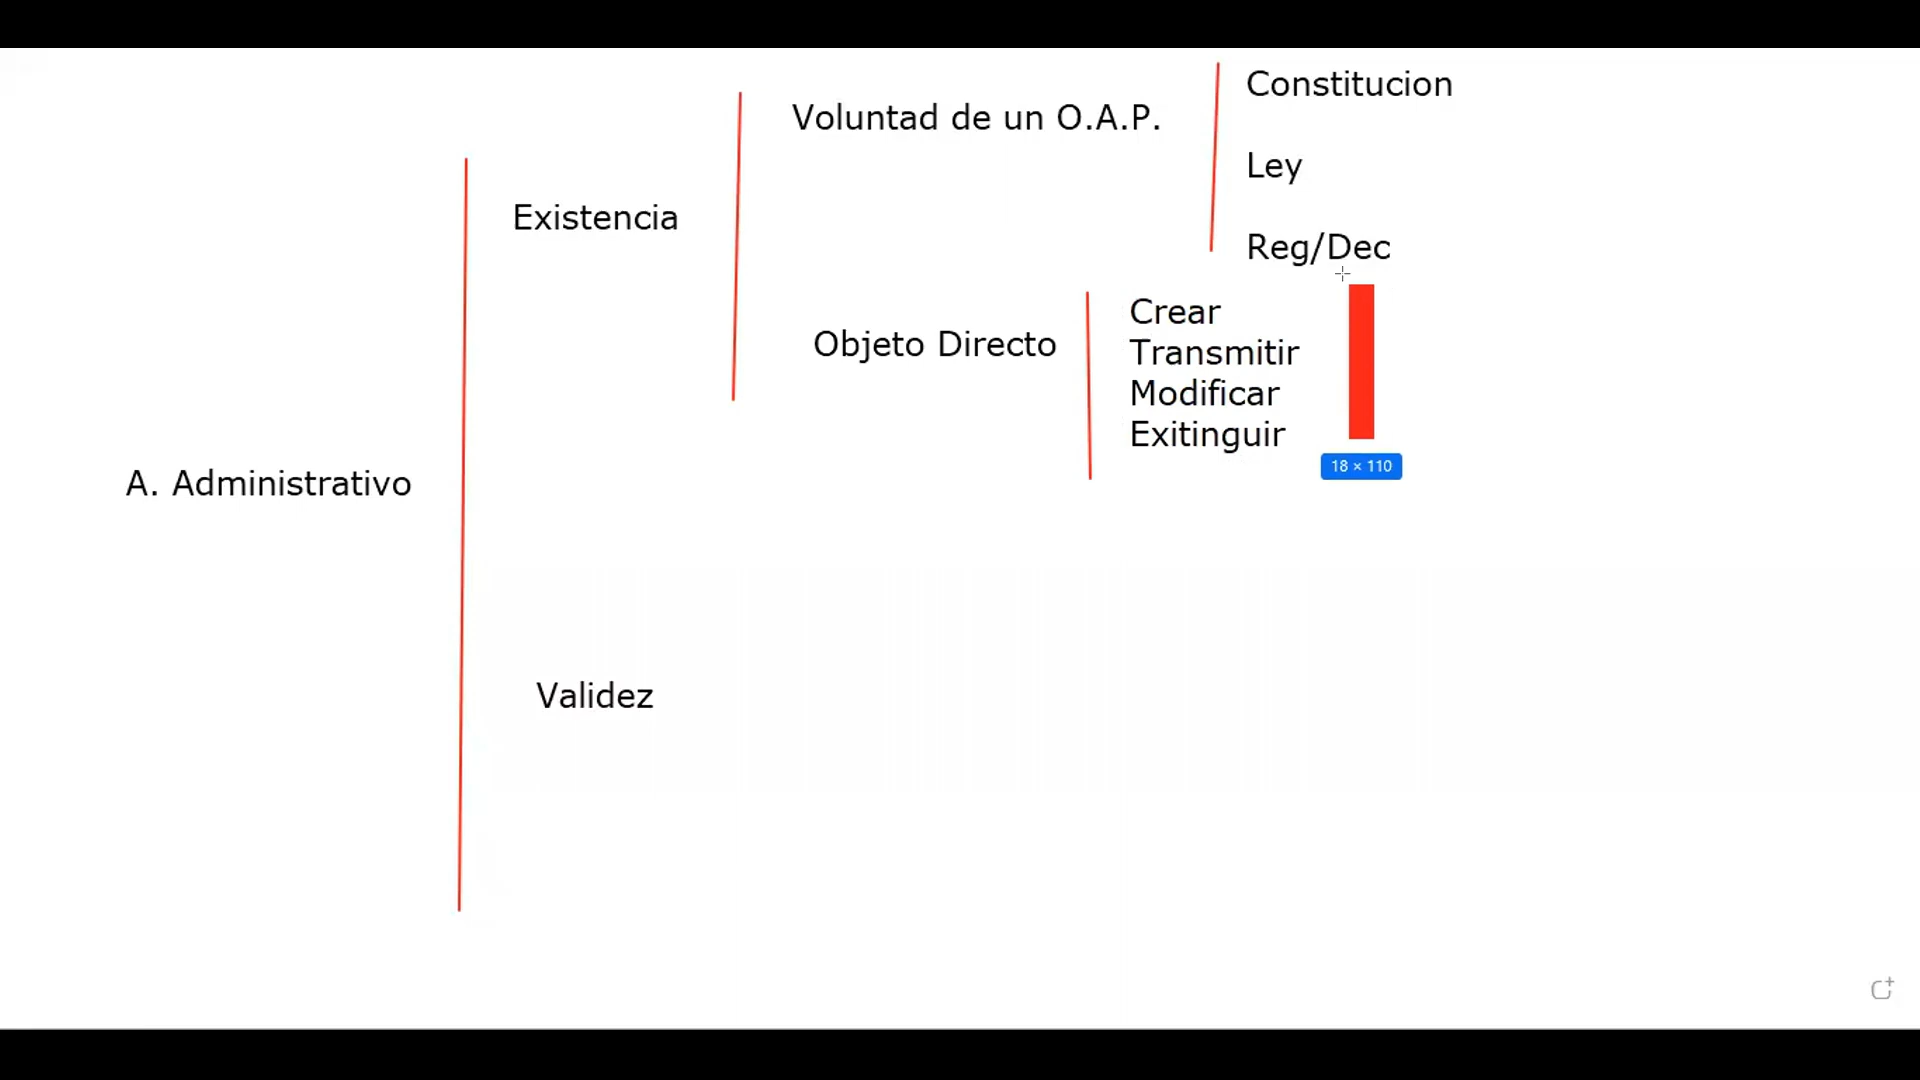 Constitucion
Voluntad de un O.A.P.
Ley
Existencia
Reg/Dec
Crear
Objeto Directo
Transmitir
Modificar
Exitinguir
18 × 110
A. Administrativo
Validez